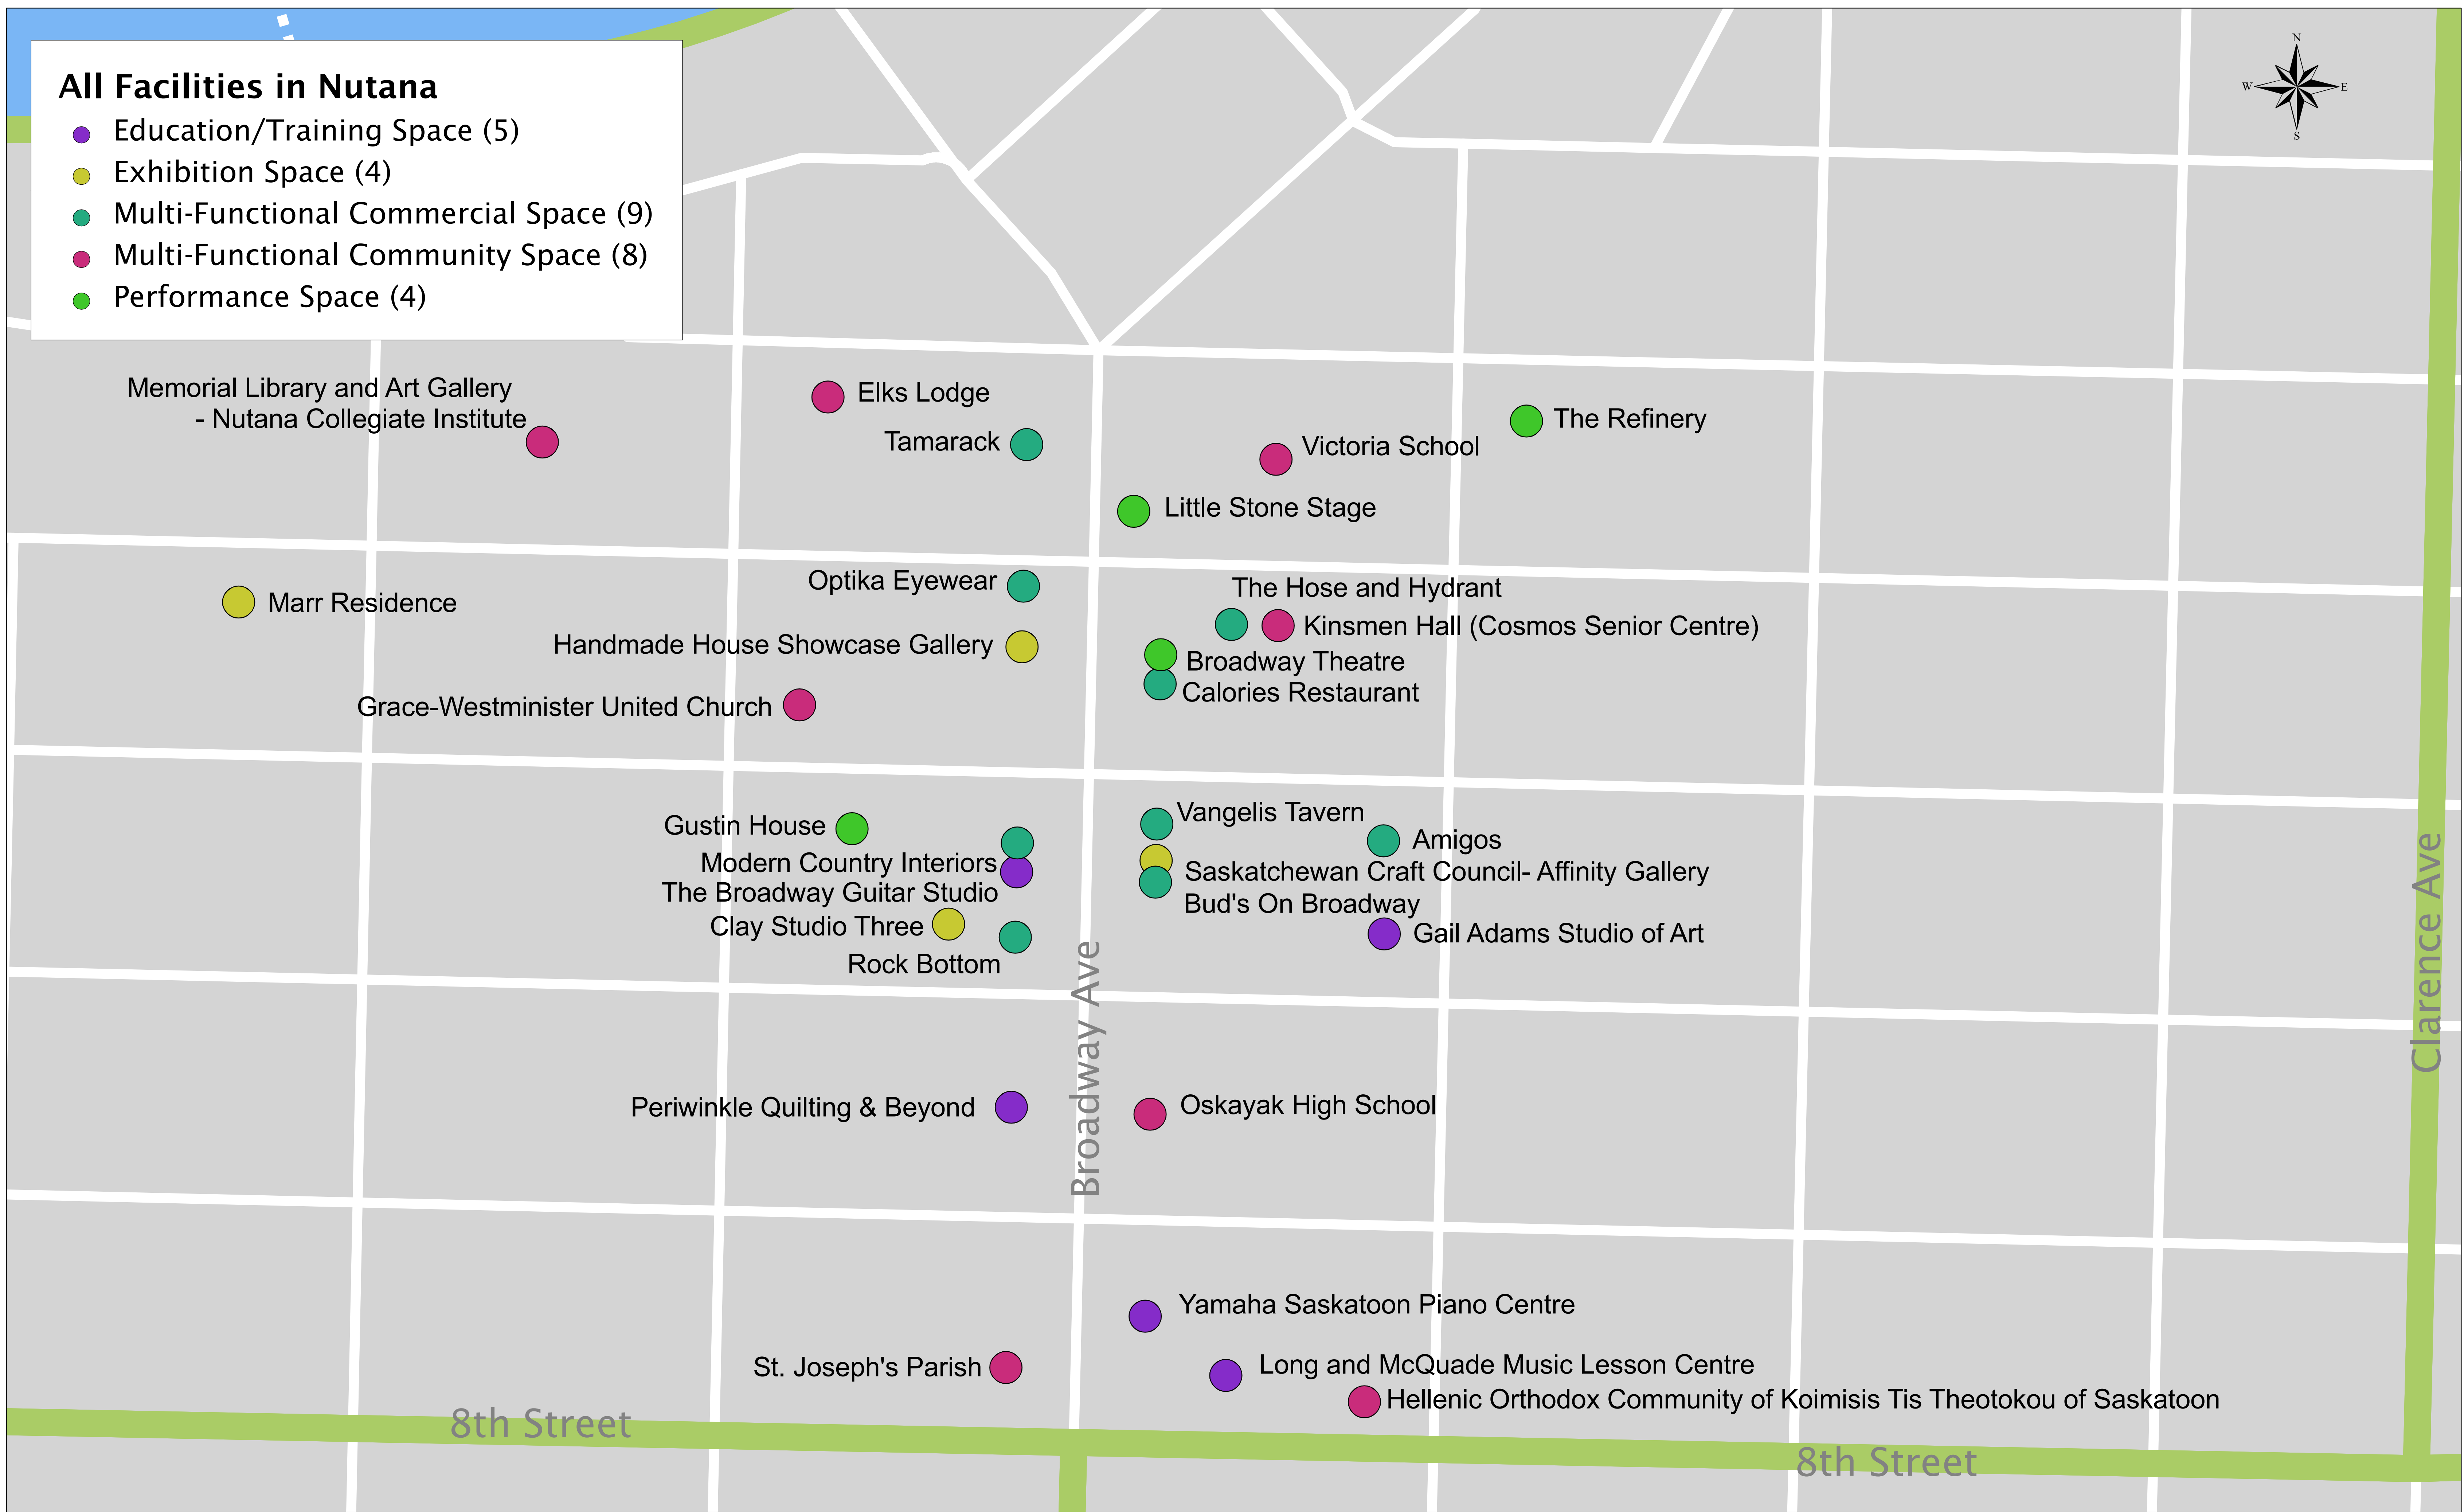 N
W
E
S
All Facilities in Nutana
Education/Training Space (5)
Exhibition Space (4)
Multi-Functional Commercial Space (9)
Multi-Functional Community Space (8)
Performance Space (4)
Memorial Library and Art Gallery
- Nutana Collegiate Institute
Elks Lodge
Tamarack
The Refinery
Victoria School
Little Stone Stage
Optika Eyewear
The Hose and Hydrant
Marr Residence
Kinsmen Hall (Cosmos Senior Centre)
Handmade House Showcase Gallery
Broadway Theatre
Calories Restaurant
Grace-Westminister United Church
Vangelis Tavern
Gustin House
Amigos
Modern Country Interiors
Saskatchewan Craft Council- Affinity Gallery
The Broadway Guitar Studio
Bud's On Broadway
Clay Studio Three
Gail Adams Studio of Art
Rock Bottom
Broadway Ave
Clarence Ave
Periwinkle Quilting & Beyond
Oskayak High School
Yamaha Saskatoon Piano Centre
St. Joseph's Parish
Long and McQuade Music Lesson Centre
Hellenic Orthodox Community of Koimisis Tis Theotokou of Saskatoon
8th Street
8th Street